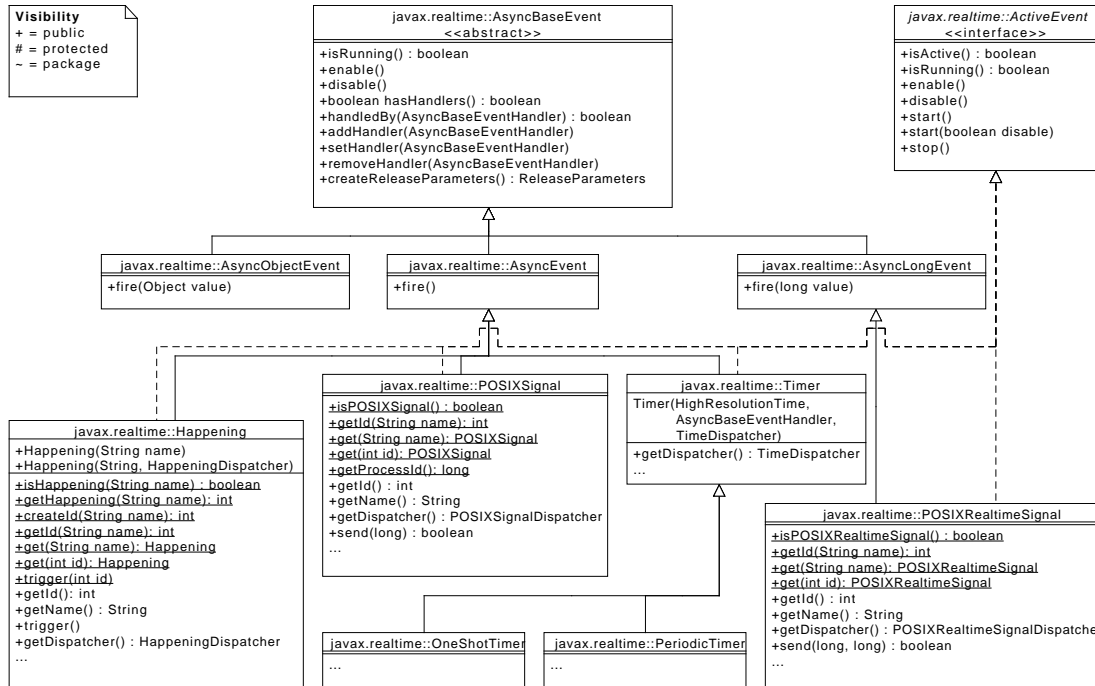 Visibility
+ = public
# = protected
~ = package
javax.realtime::AsyncBaseEvent
<<abstract>>
+isRunning() : boolean
+enable()
+disable()
+boolean hasHandlers() : boolean
+handledBy(AsyncBaseEventHandler) : boolean
+addHandler(AsyncBaseEventHandler)
+setHandler(AsyncBaseEventHandler)
+removeHandler(AsyncBaseEventHandler)
+createReleaseParameters() : ReleaseParameters
javax.realtime::ActiveEvent
<<interface>>
+isActive() : boolean
+isRunning() : boolean
+enable()
+disable()
+start()
+start(boolean disable)
+stop()
javax.realtime::AsyncObjectEvent
+fire(Object value)
javax.realtime::AsyncEvent
+fire()
javax.realtime::AsyncLongEvent
+fire(long value)
javax.realtime::Happening
+Happening(String name)
+Happening(String, HappeningDispatcher)
+isHappening(String name) : boolean
+getHappening(String name): int
+createId(String name): int
+getId(String name): int
+get(String name): Happening
+get(int id): Happening
+trigger(int id)
+getId(): int
+getName() : String
+trigger()
+getDispatcher() : HappeningDispatcher
...
javax.realtime::POSIXSignal
+isPOSIXSignal() : boolean
+getId(String name): int
+get(String name): POSIXSignal
+get(int id): POSIXSignal
+getProcessId(): long
+getId() : int
+getName() : String
+getDispatcher() : POSIXSignalDispatcher
+send(long) : boolean
...
javax.realtime::Timer
Timer(HighResolutionTime,
AsyncBaseEventHandler,
TimeDispatcher)
+getDispatcher() : TimeDispatcher
...
javax.realtime::POSIXRealtimeSignal
+isPOSIXRealtimeSignal() : boolean
+getId(String name): int
+get(String name): POSIXRealtimeSignal
+get(int id): POSIXRealtimeSignal
+getId() : int
+getName() : String
+getDispatcher() : POSIXRealtimeSignalDispatcher
+send(long, long) : boolean
...
javax.realtime::OneShotTimer
...
javax.realtime::PeriodicTimer
...